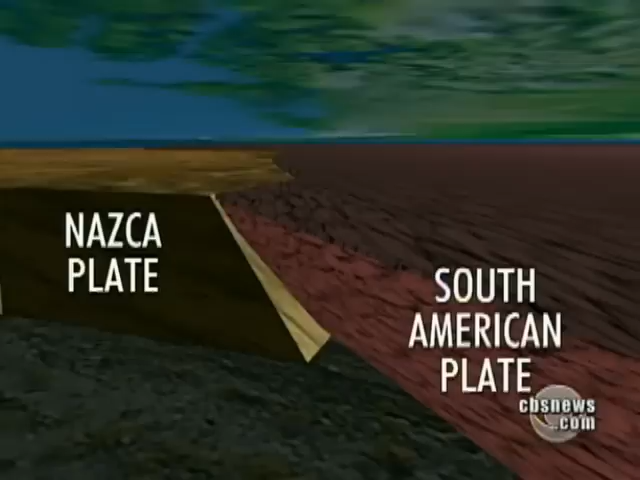 NAZCA
PLATE
SOUTH
AMERICAN
PLATE
cbsnews
.com